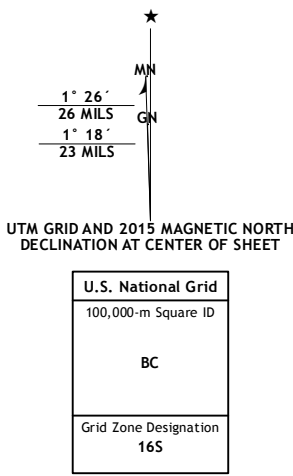 ★
MN
1° 26´
26 MILS
GN
1° 18´
23 MILS
UTM GRID AND 2015 MAGNETIC NORTH
DECLINATION AT CENTER OF SHEET
U.S. National Grid
100,000-m Square ID
BC
Grid Zone Designation
16S